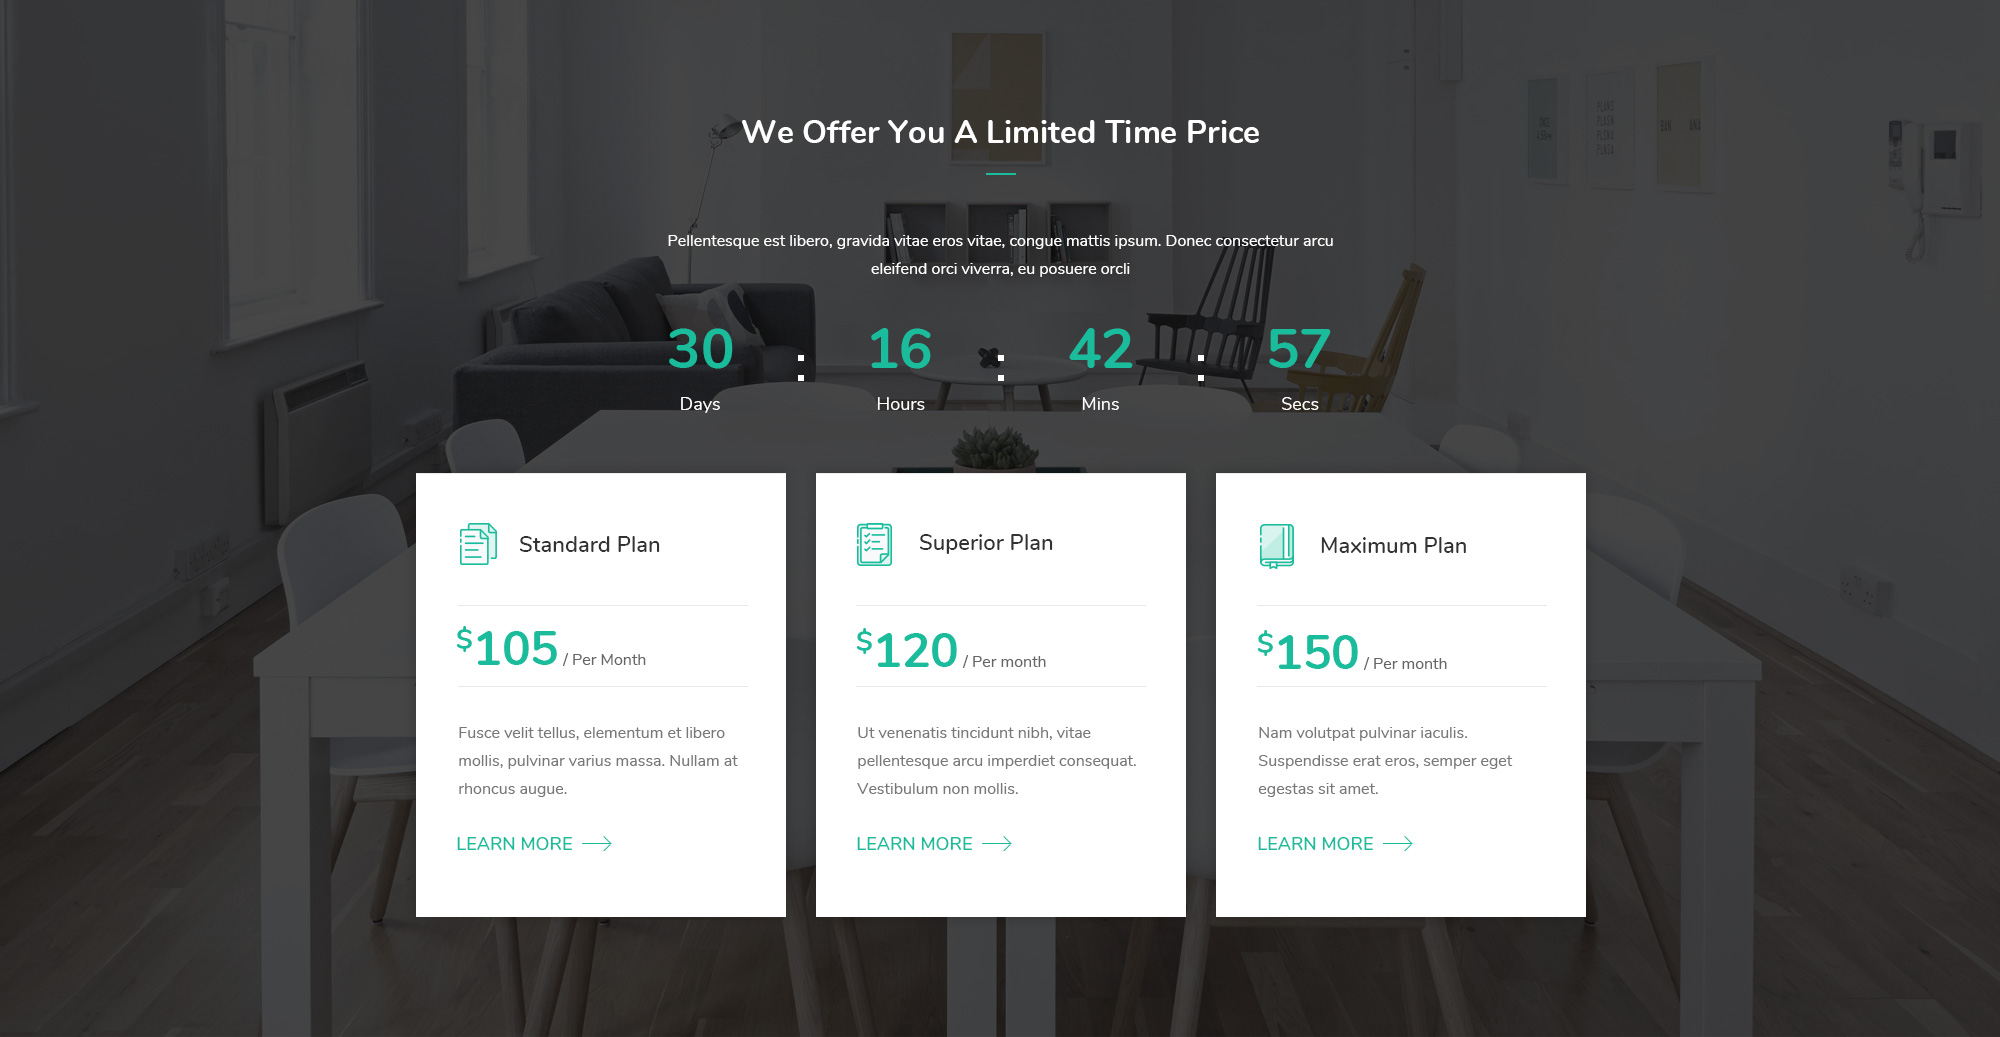 We Offer You A Limited Time Price
Pellentesque est libero, gravida vitae eros vitae, congue mattis ipsum. Donec consectetur arcu
eleifend orci viverra, eu posuere orcli
30 : 16 : 42 : 57
Days Hours Mins Secs
Standard Plan
$105 / Per Month
Fusce velit tellus, elementum et libero
mollis, pulvinar varius massa. Nullam at
rhoncus augue.
LEARN MORE
Superior Plan
$120 / Per month
Ut venenatis tincidunt nibh, vitae
pellentesque arcu imperdiet consequat.
Vestibulum non mollis.
LEARN MORE
Maximum Plan
$150 / Per month
Nam volutpat pulvinar iaculis.
Suspendisse erat eros, semper eget
egestas sit amet.
LEARN MORE